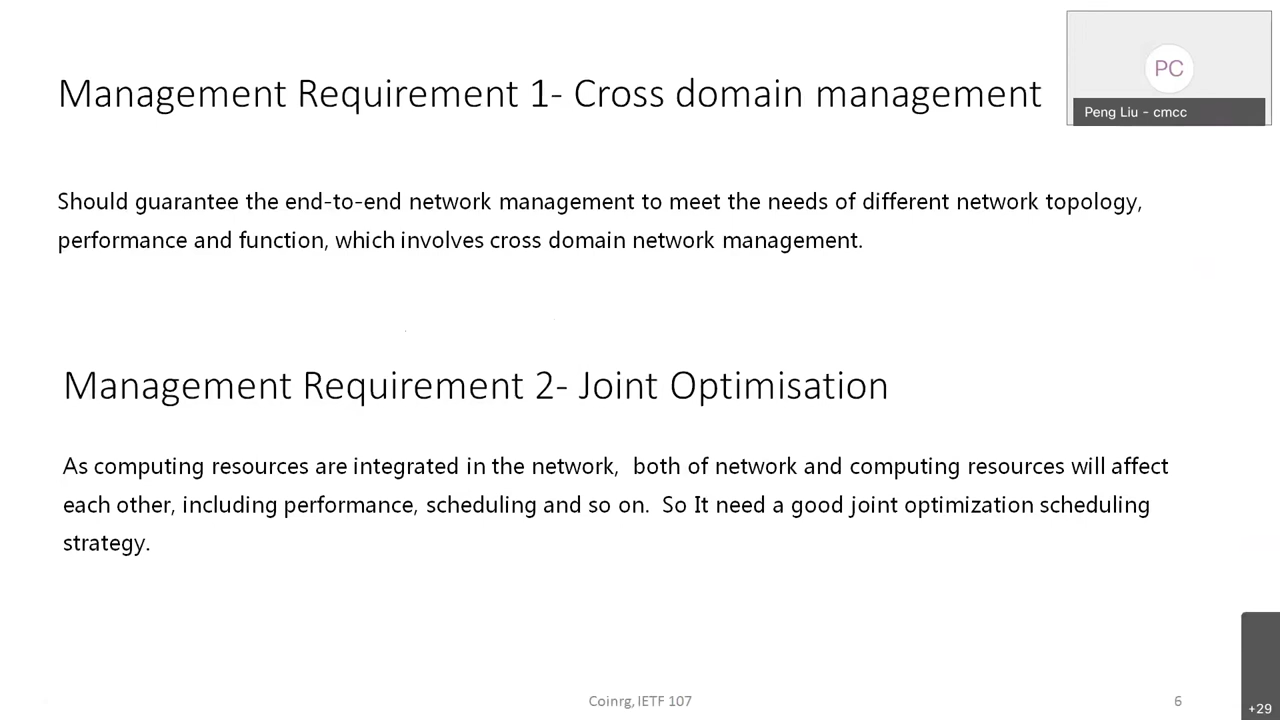 Management Requirement 1- Cross domain management
PC
Peng Liu - cmcc
Should guarantee the end-to-end network management to meet the needs of different network topology,
performance and function, which involves cross domain network management.
Management Requirement 2- Joint Optimisation
As computing resources are integrated in the network,  both of network and computing resources will affect
each other, including performance, scheduling and so on.  So It need a good joint optimization scheduling
strategy.
Coinrg, IETF 107
6
+29